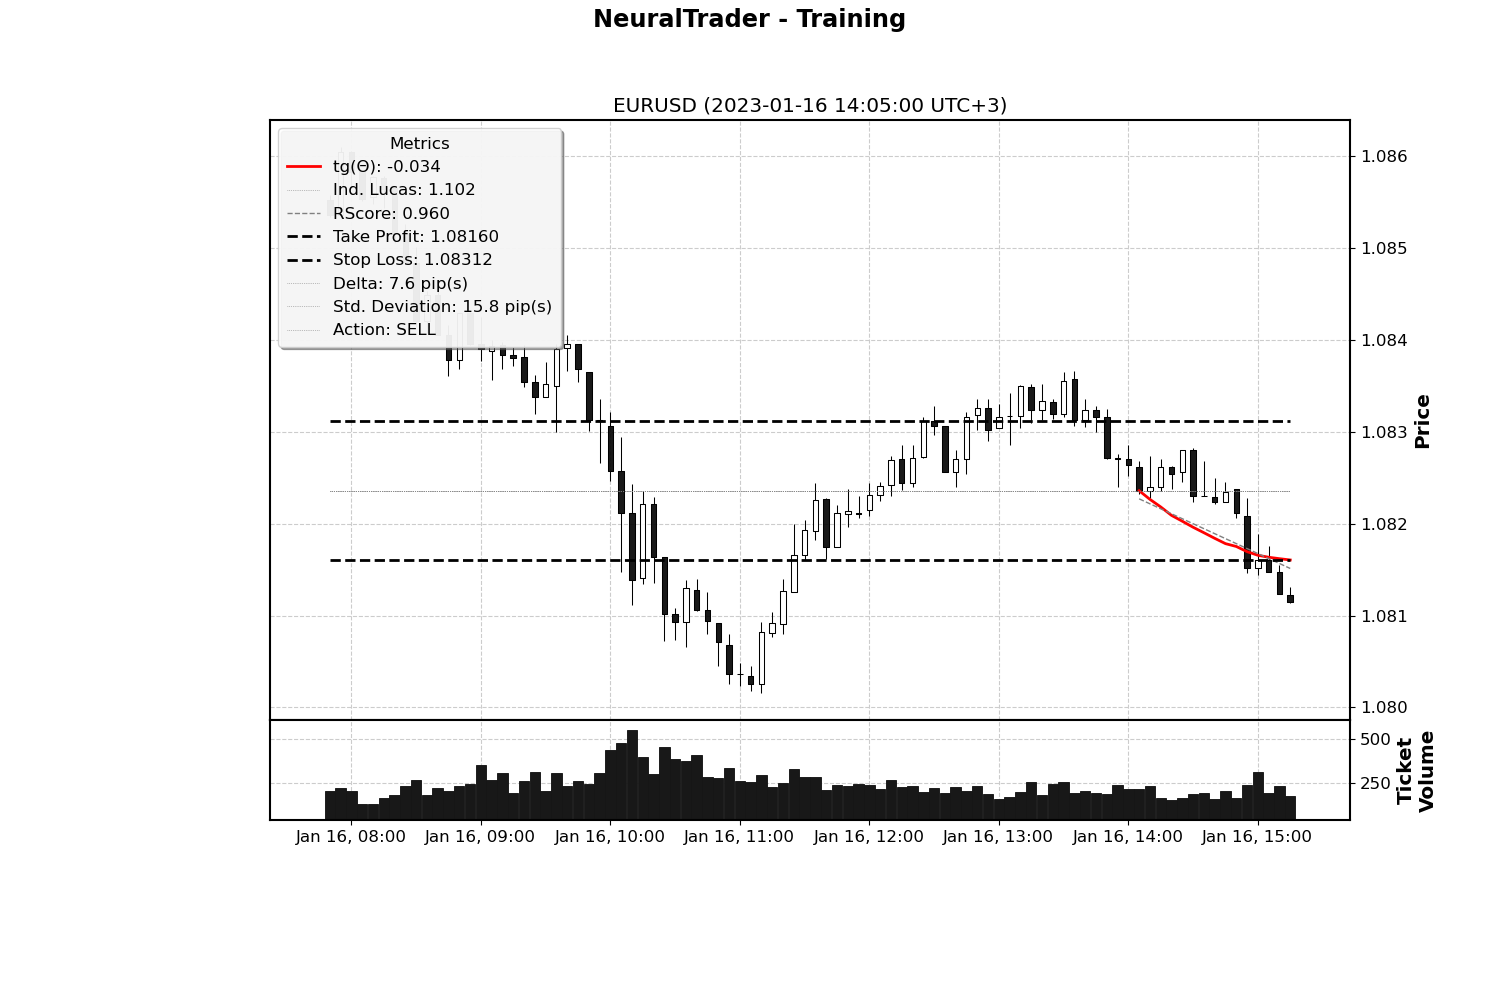 NeuralTrader - Training
EURUSD (2023-01-16 14:05:00 UTC+3)
Metrics
tg(Θ): -0.034
Ind. Lucas: 1.102
RScore: 0.960
Take Profit: 1.08160
Stop Loss: 1.08312
Delta: 7.6 pip(s)
Std. Deviation: 15.8 pip(s)
Action: SELL
1.086
1.085
1.084
1.083
1.082
1.081
1.080
Price
500
250
Ticket
Volume
Jan 16, 08:00
Jan 16, 09:00
Jan 16, 10:00
Jan 16, 11:00
Jan 16, 12:00
Jan 16, 13:00
Jan 16, 14:00
Jan 16, 15:00